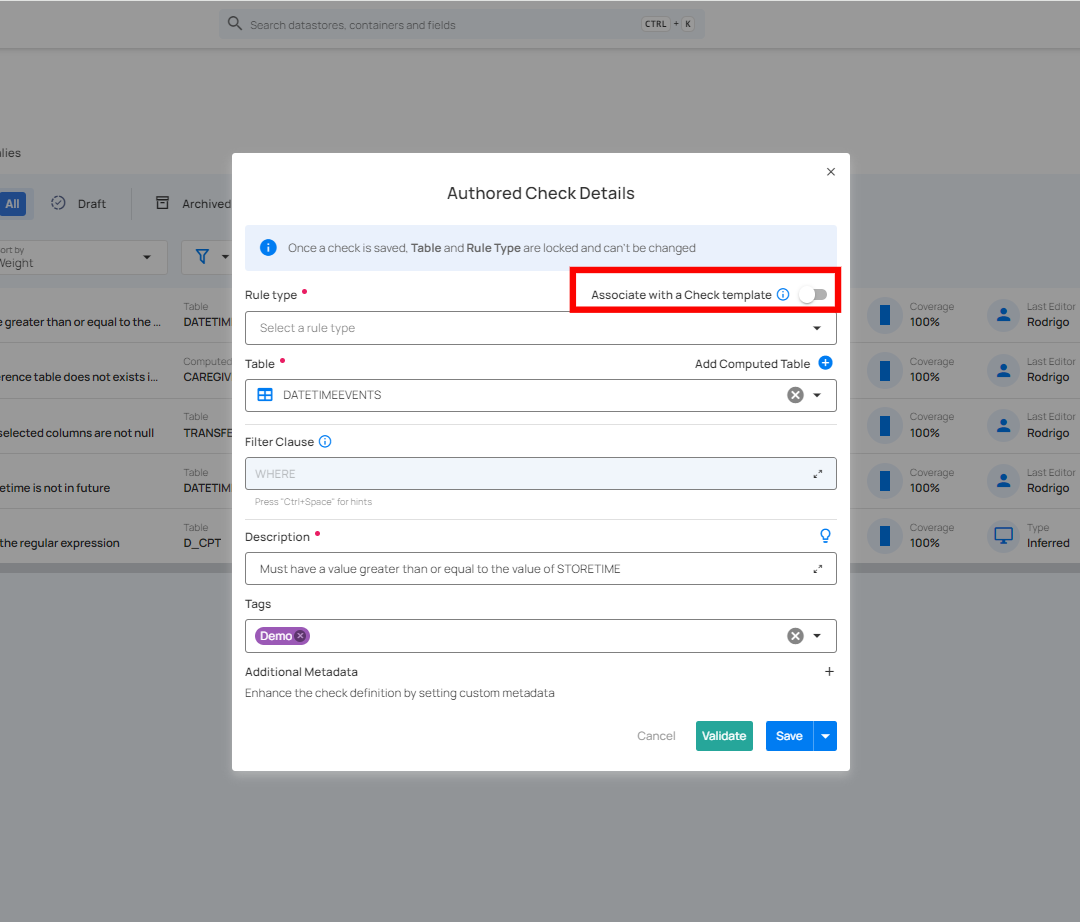 Search datastores, containers and fields CTRL + K
alies
All Draft Archived
ort by
Weight
Authored Check Details
Once a check is saved, Table and Rule Type are locked and can't be changed
Rule type • Associate with a Check template
Select a rule type
Table • Add Computed Table
DATETIMEEVENTS
Filter Clause
WHERE
Press "Ctrl+Space" for hints
Description •
Must have a value greater than or equal to the value of STORETIME
Tags
Demo
Additional Metadata +
Enhance the check definition by setting custom metadata
Cancel Validate Save
Table
e greater than or equal to the ... DATETIM
Computed
erence table does not exists i... CAREGIV
Table
selected columns are not null TRANSFE
Table
etime is not in future DATETIM
Table
the regular expression D_CPT
Coverage Last Editor
100% Rodrigo
Coverage Last Editor
100% Rodrigo
Coverage Last Editor
100% Rodrigo
Coverage Last Editor
100% Rodrigo
Coverage Type
100% Inferred